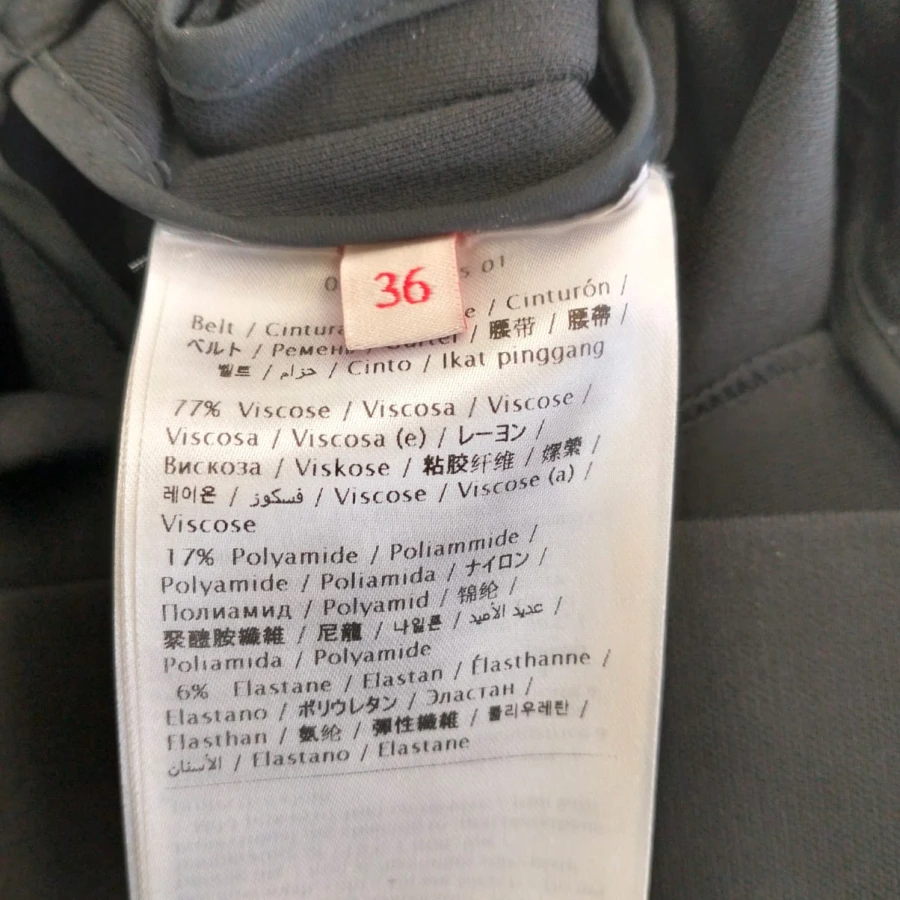 36
Belt / Cintura / Cinturón /
ベルト / Ремень / Gürtel / 腰带 / 腰帶 /
벨트 / حزام / Cinto / Ikat pinggang
77% Viscose / Viscosa / Viscose /
Viscosa / Viscosa (e) / レーヨン /
Вискоза / Viskose / 粘胶纤维 / 嫘縈 /
레이온 / فسكوز / Viscose / Viscose (a) /
Viscose
17% Polyamide / Poliammide /
Polyamide / Poliamida / ナイロン /
Полиамид / Polyamid / 锦纶 /
聚醯胺纖維 / 尼龍 / 나일론 / عديد الأميد /
Poliamida / Polyamide
6% Elastane / Elastan / Élasthanne /
Elastano / ポリウレタン / Эластан /
Elasthan / 氨纶 / 彈性纖維 / 폴리우레탄 /
الأستان / Elastano / Elastane